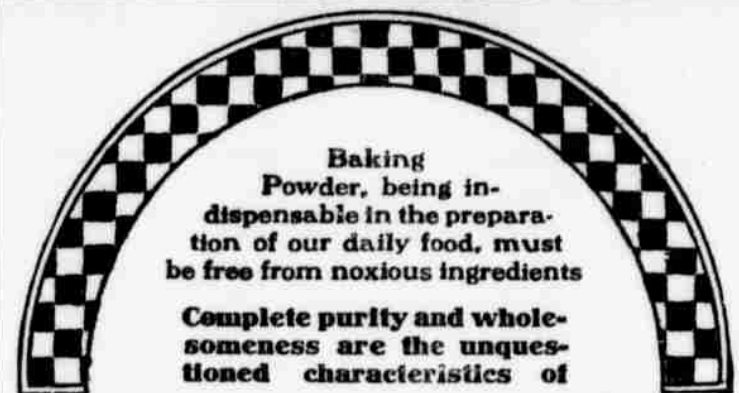 Baking
Powder, being in-
dispensable in the prepara-
tion of our daily food, must
be free from noxious ingredients
Complete purity and whole-
someness are the unques-
tioned characteristics of